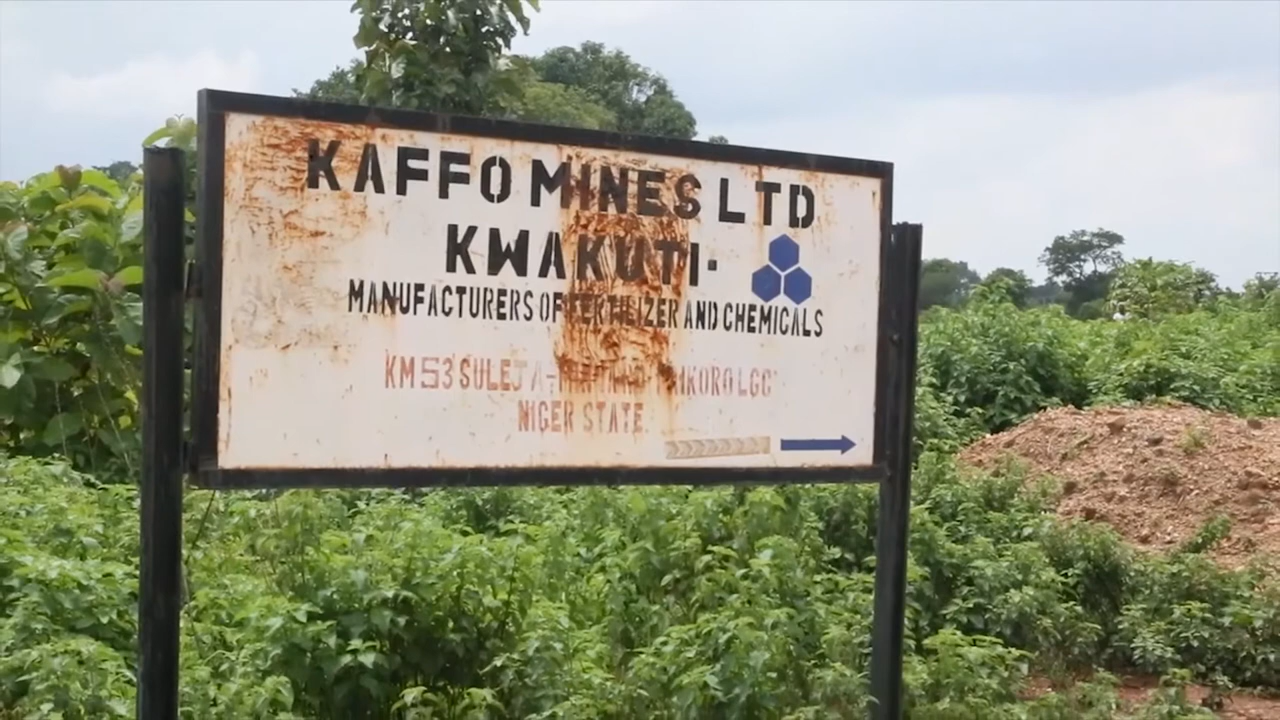 KAFFO MINES LTD
KWAKUTI.
MANUFACTURERS OF FERTILIZER AND CHEMICALS
KM 53 SULEJA- LGC
NIGER STATE.